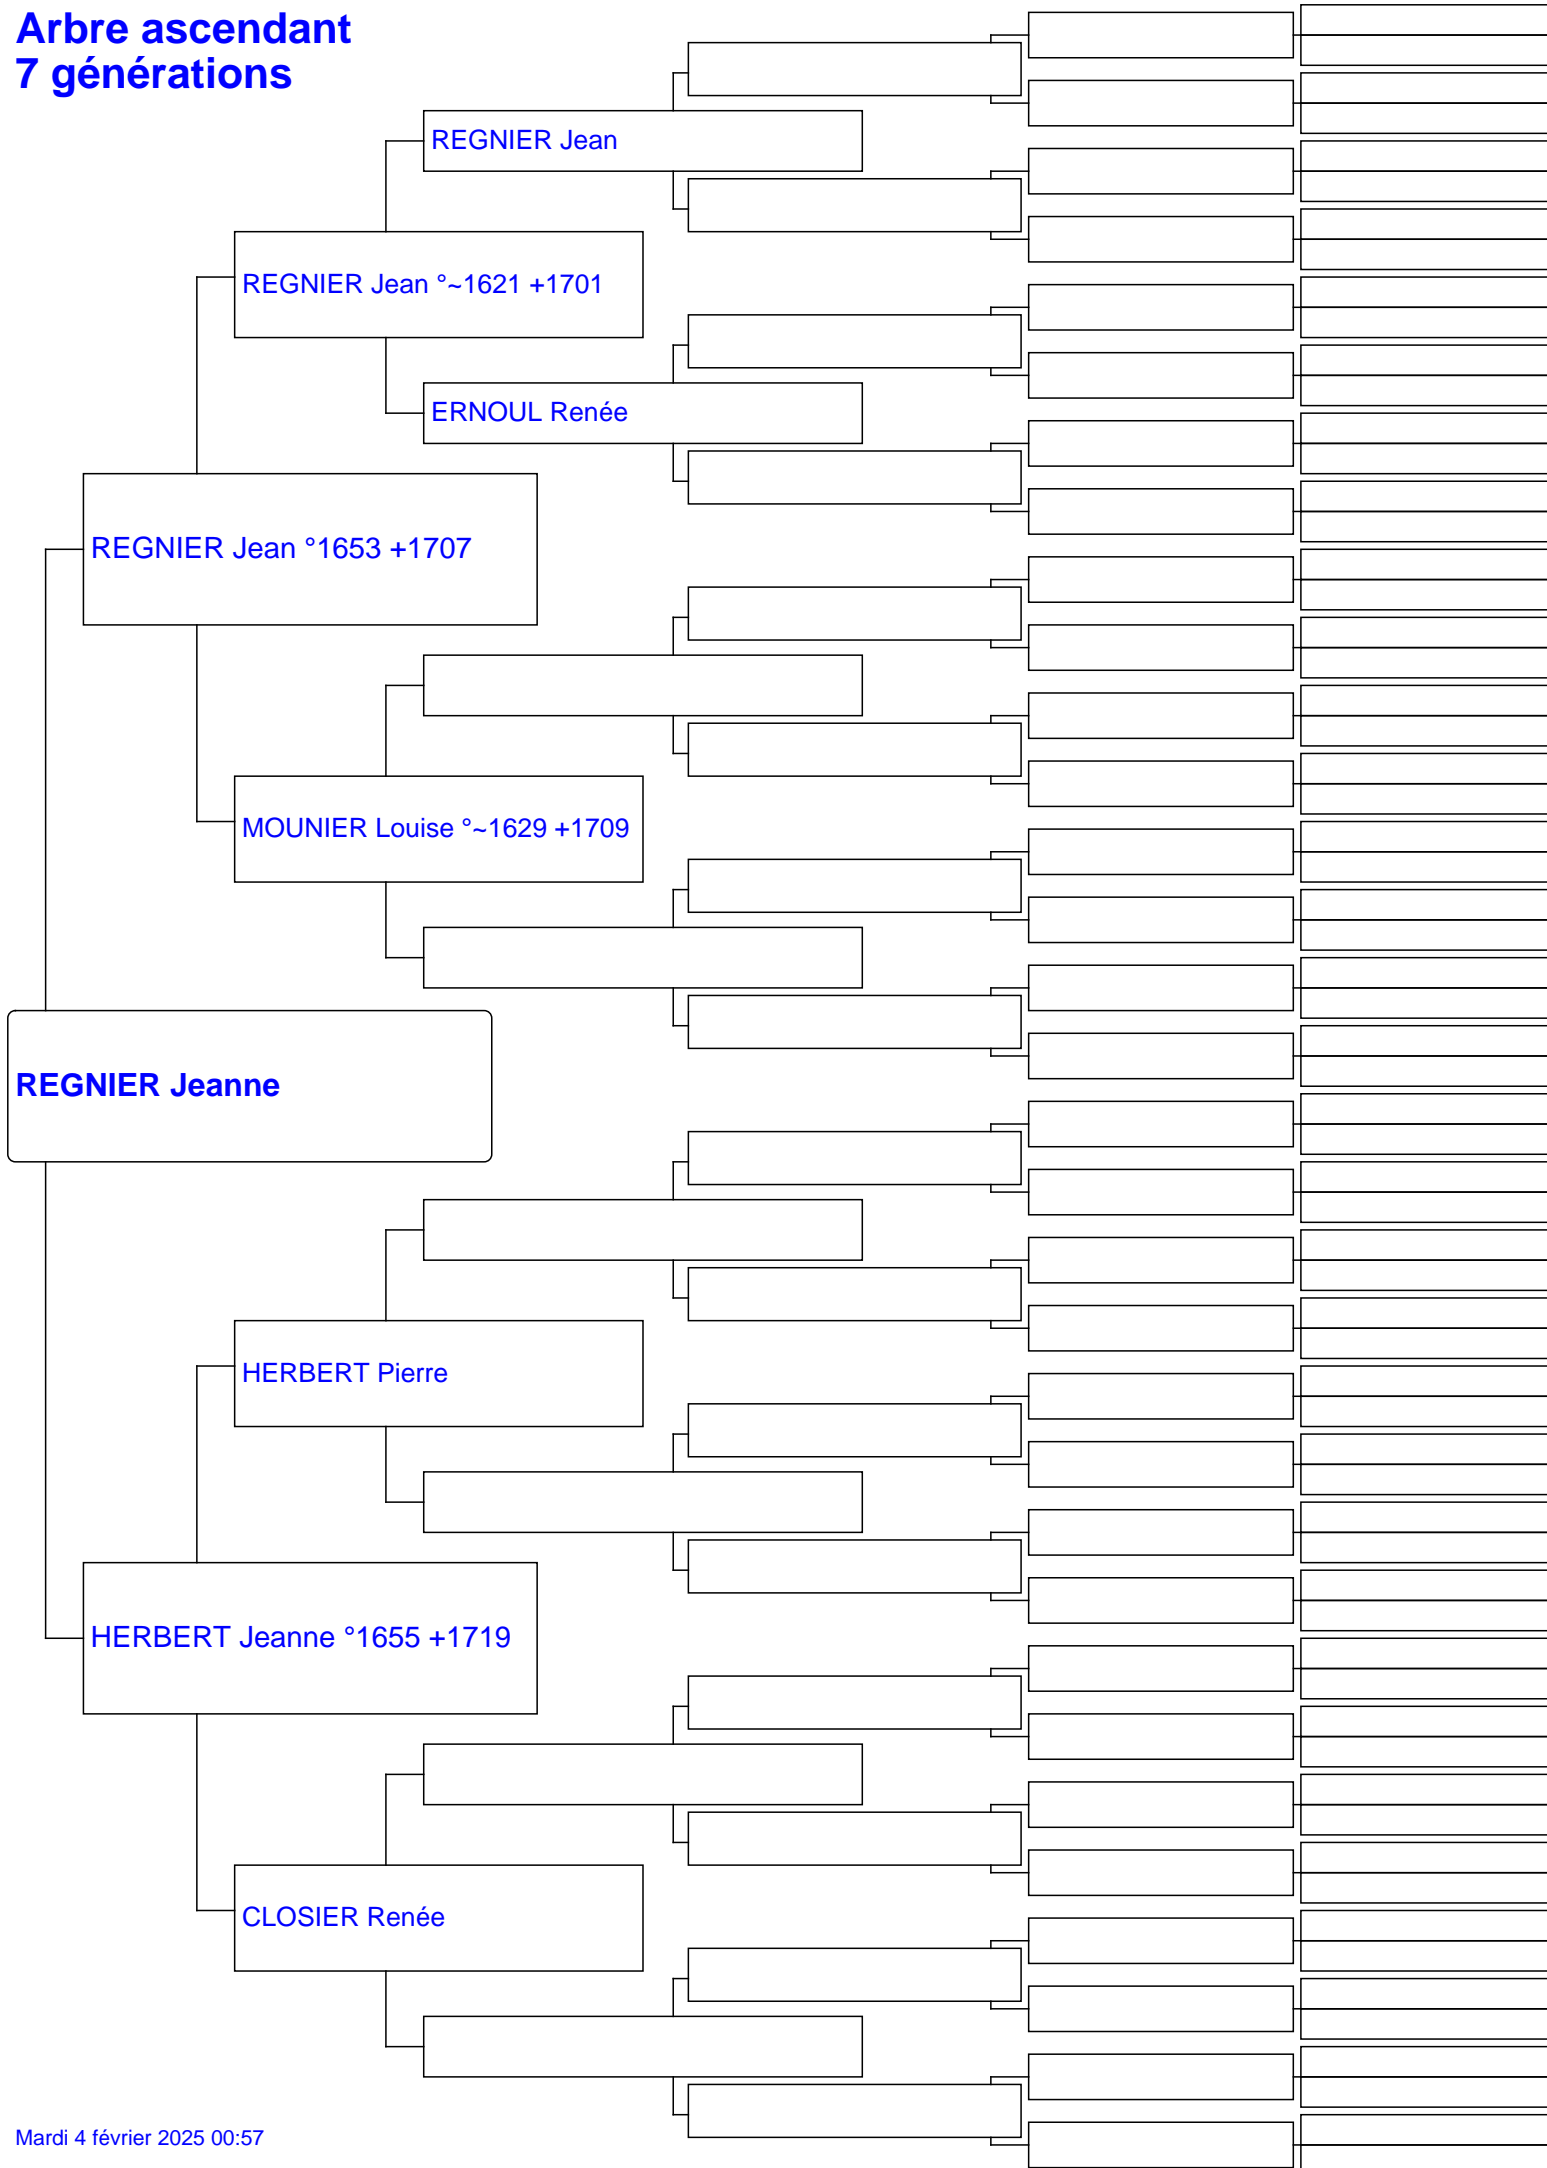 Arbre ascendant
7 générations
REGNIER Jean
REGNIER Jean °~1621 +1701
ERNOUL Renée
REGNIER Jean °1653 +1707
MOUNIER Louise °~1629 +1709
REGNIER Jeanne
HERBERT Pierre
HERBERT Jeanne °1655 +1719
CLOSIER Renée
Mardi 4 février 2025 00:57